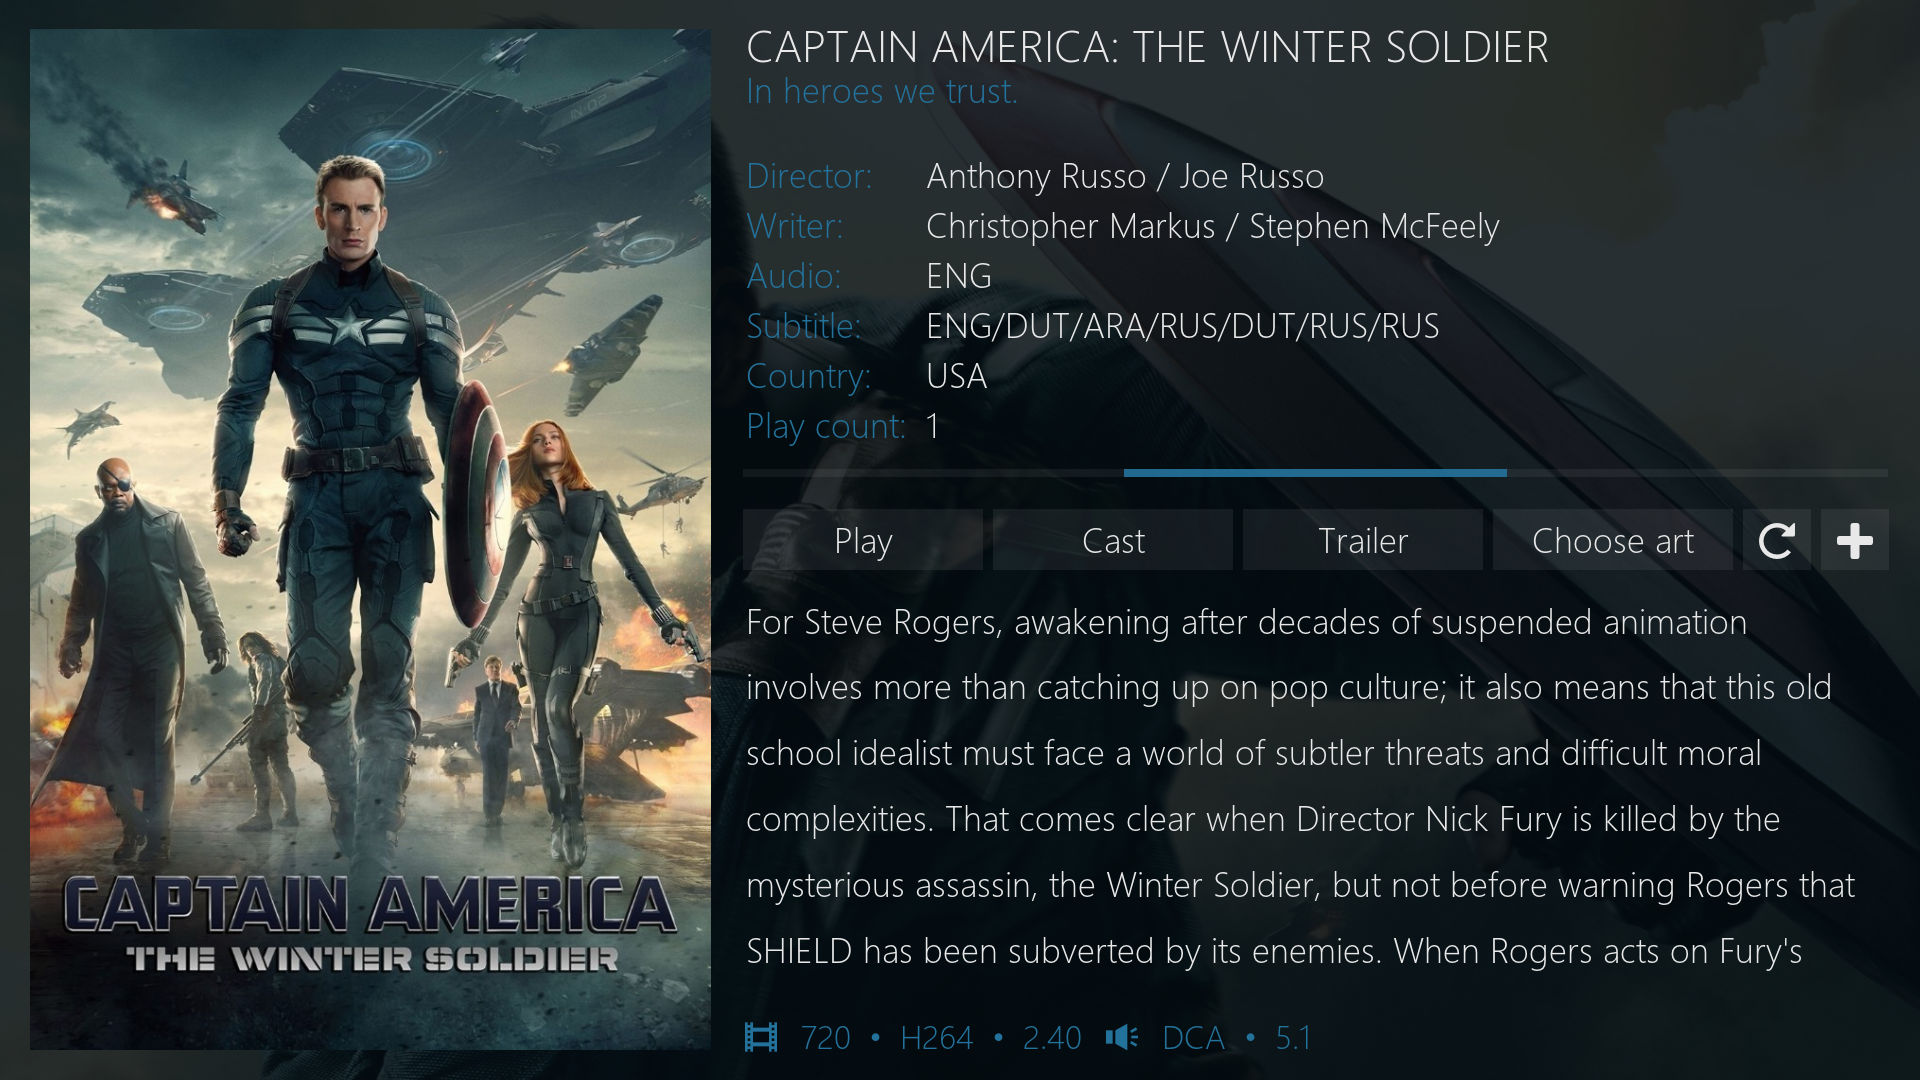 CAPTAIN AMERICA: THE WINTER SOLDIER
In heroes we trust.
Director: Anthony Russo / Joe Russo
Writer: Christopher Markus / Stephen McFeely
Audio: ENG
Subtitle: ENG/DUT/ARA/RUS/DUT/RUS/RUS
Country: USA
Play count: 1
Play Cast Trailer Choose art
For Steve Rogers, awakening after decades of suspended animation
involves more than catching up on pop culture; it also means that this old
school idealist must face a world of subtler threats and difficult moral
complexities. That comes clear when Director Nick Fury is killed by the
mysterious assassin, the Winter Soldier, but not before warning Rogers that
SHIELD has been subverted by its enemies. When Rogers acts on Fury's
720 • H264 • 2.40 DCA • 5.1
IN-02
CAPTAIN AMERICA
THE WINTER SOLDIER